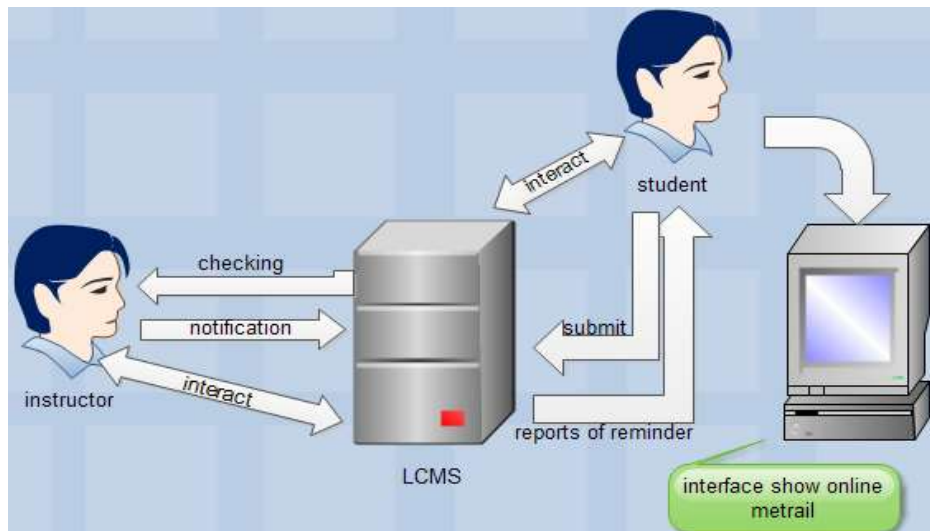 interact
student
checking
notification
submit
interact
instructor
reports of reminder
LCMS
interface show online
metrail